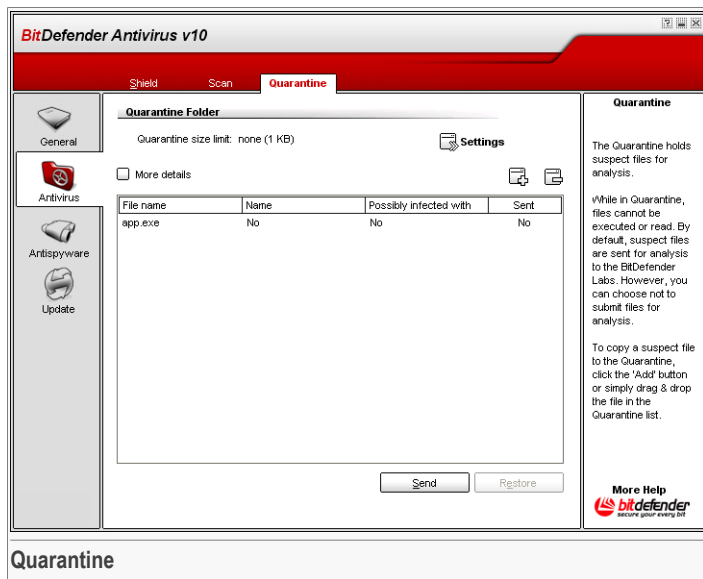 BitDefender Antivirus v10
Shield Scan Quarantine
General
Antivirus
Antispyware
Update
Quarantine Folder
Quarantine size limit: none (1 KB)
Settings
More details
File name Name Possibly infected with Sent
app.exe No No No
Send Restore
Quarantine
The Quarantine holds
suspect files for
analysis.
While in Quarantine,
files cannot be
executed or read. By
default, suspect files
are sent for analysis
to the BitDefender
Labs. However, you
can choose not to
submit files for
analysis.
To copy a suspect file
to the Quarantine,
click the 'Add' button
or simply drag & drop
the file in the
Quarantine list.
More Help
bitdefender
secure your every bit
Quarantine